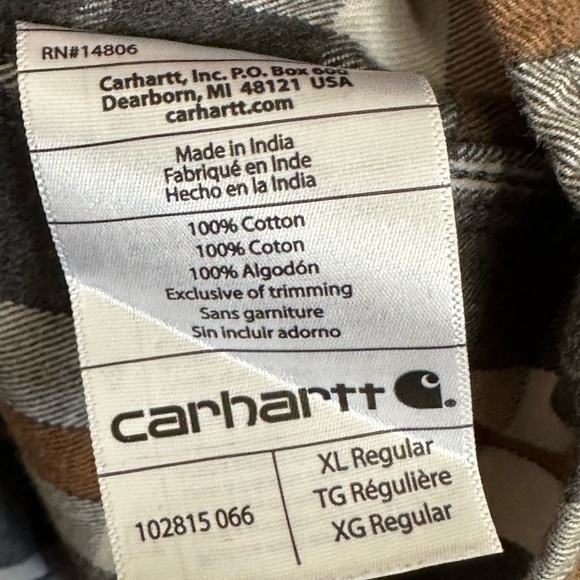 RN#14806
Carhartt, Inc. P.O. Box 600
Dearborn, MI 48121 USA
carhartt.com
Made in India
Fabriqué en Inde
Hecho en la India
100% Cotton
100% Coton
100% Algodón
Exclusive of trimming
Sans garniture
Sin incluir adorno
carhartt
102815 066
XL Regular
TG Régulière
XG Regular